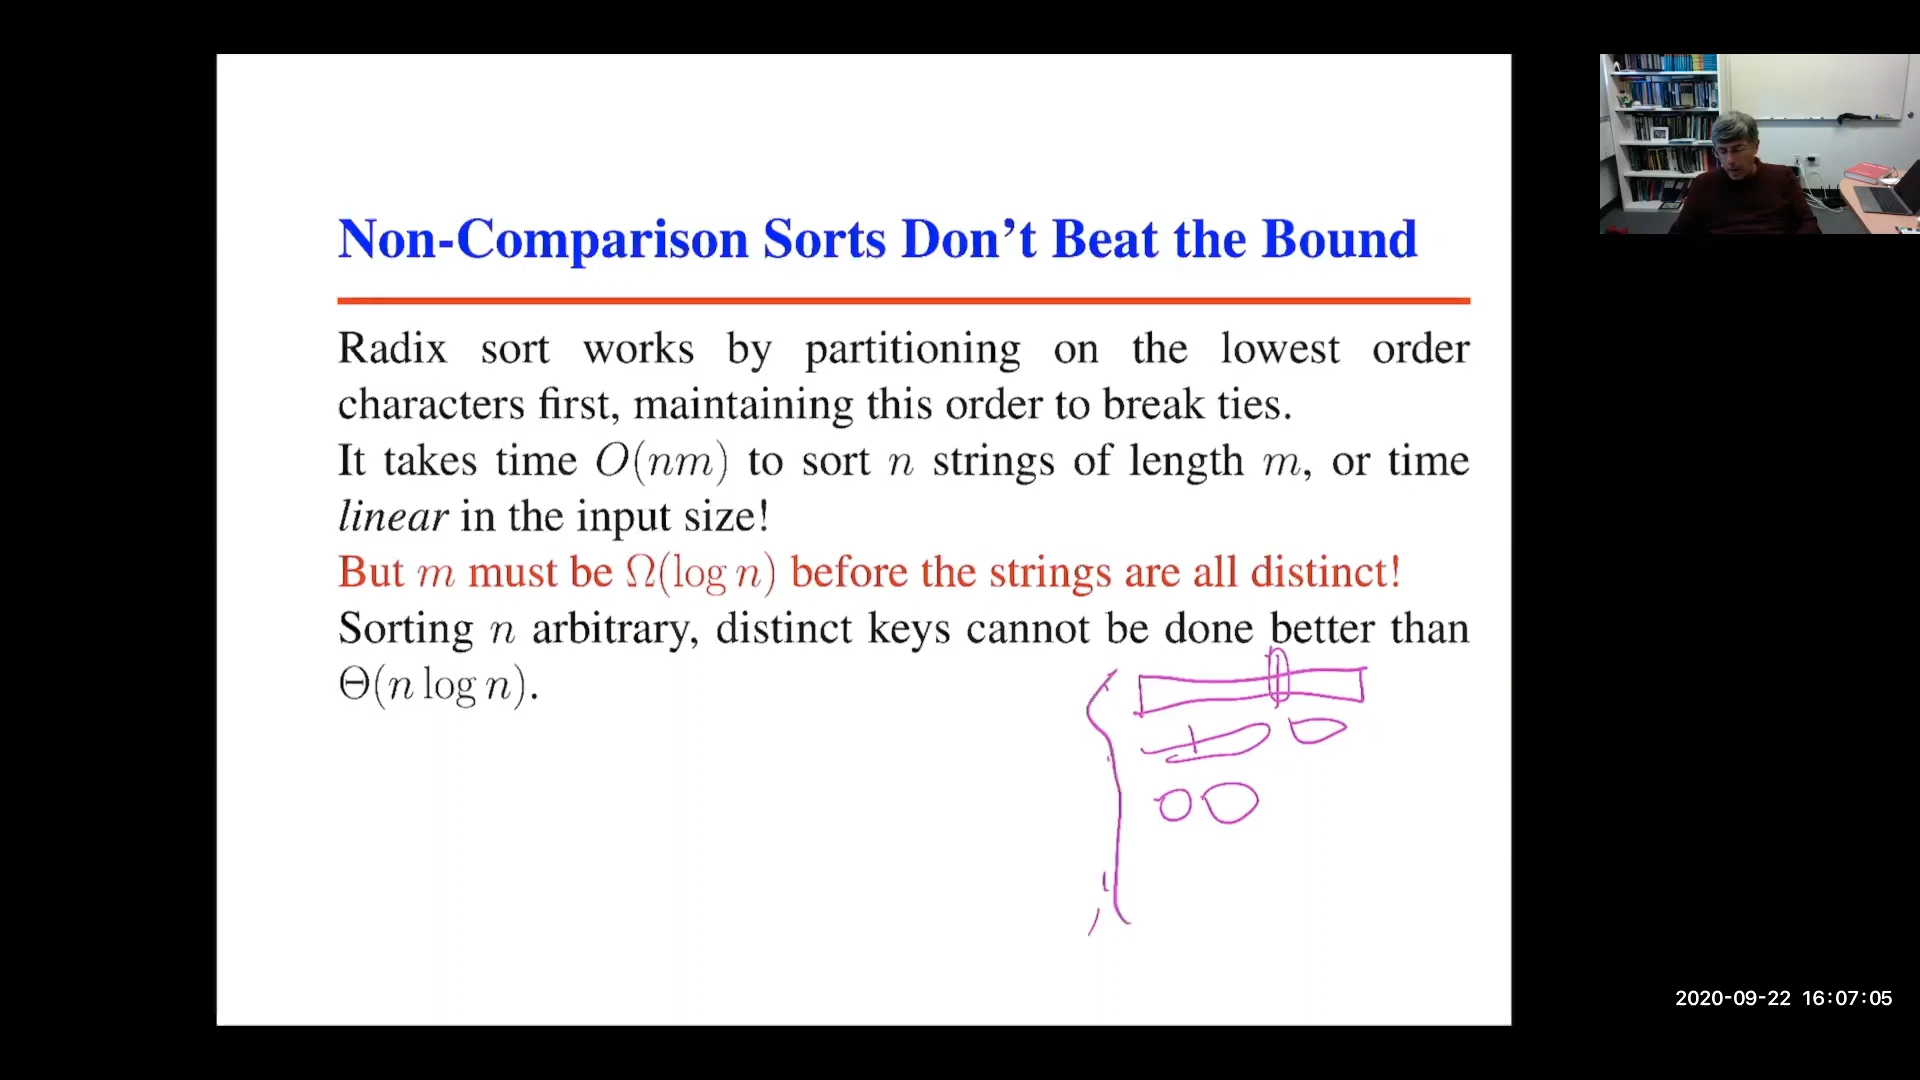 Non-Comparison Sorts Don't Beat the Bound
Radix sort works by partitioning on the lowest order
characters first, maintaining this order to break ties.
It takes time O(nm) to sort n strings of length m, or time
linear in the input size!
But m must be Ω(log n) before the strings are all distinct!
Sorting n arbitrary, distinct keys cannot be done better than
Θ(n log n).
2020-09-22 16:07:05